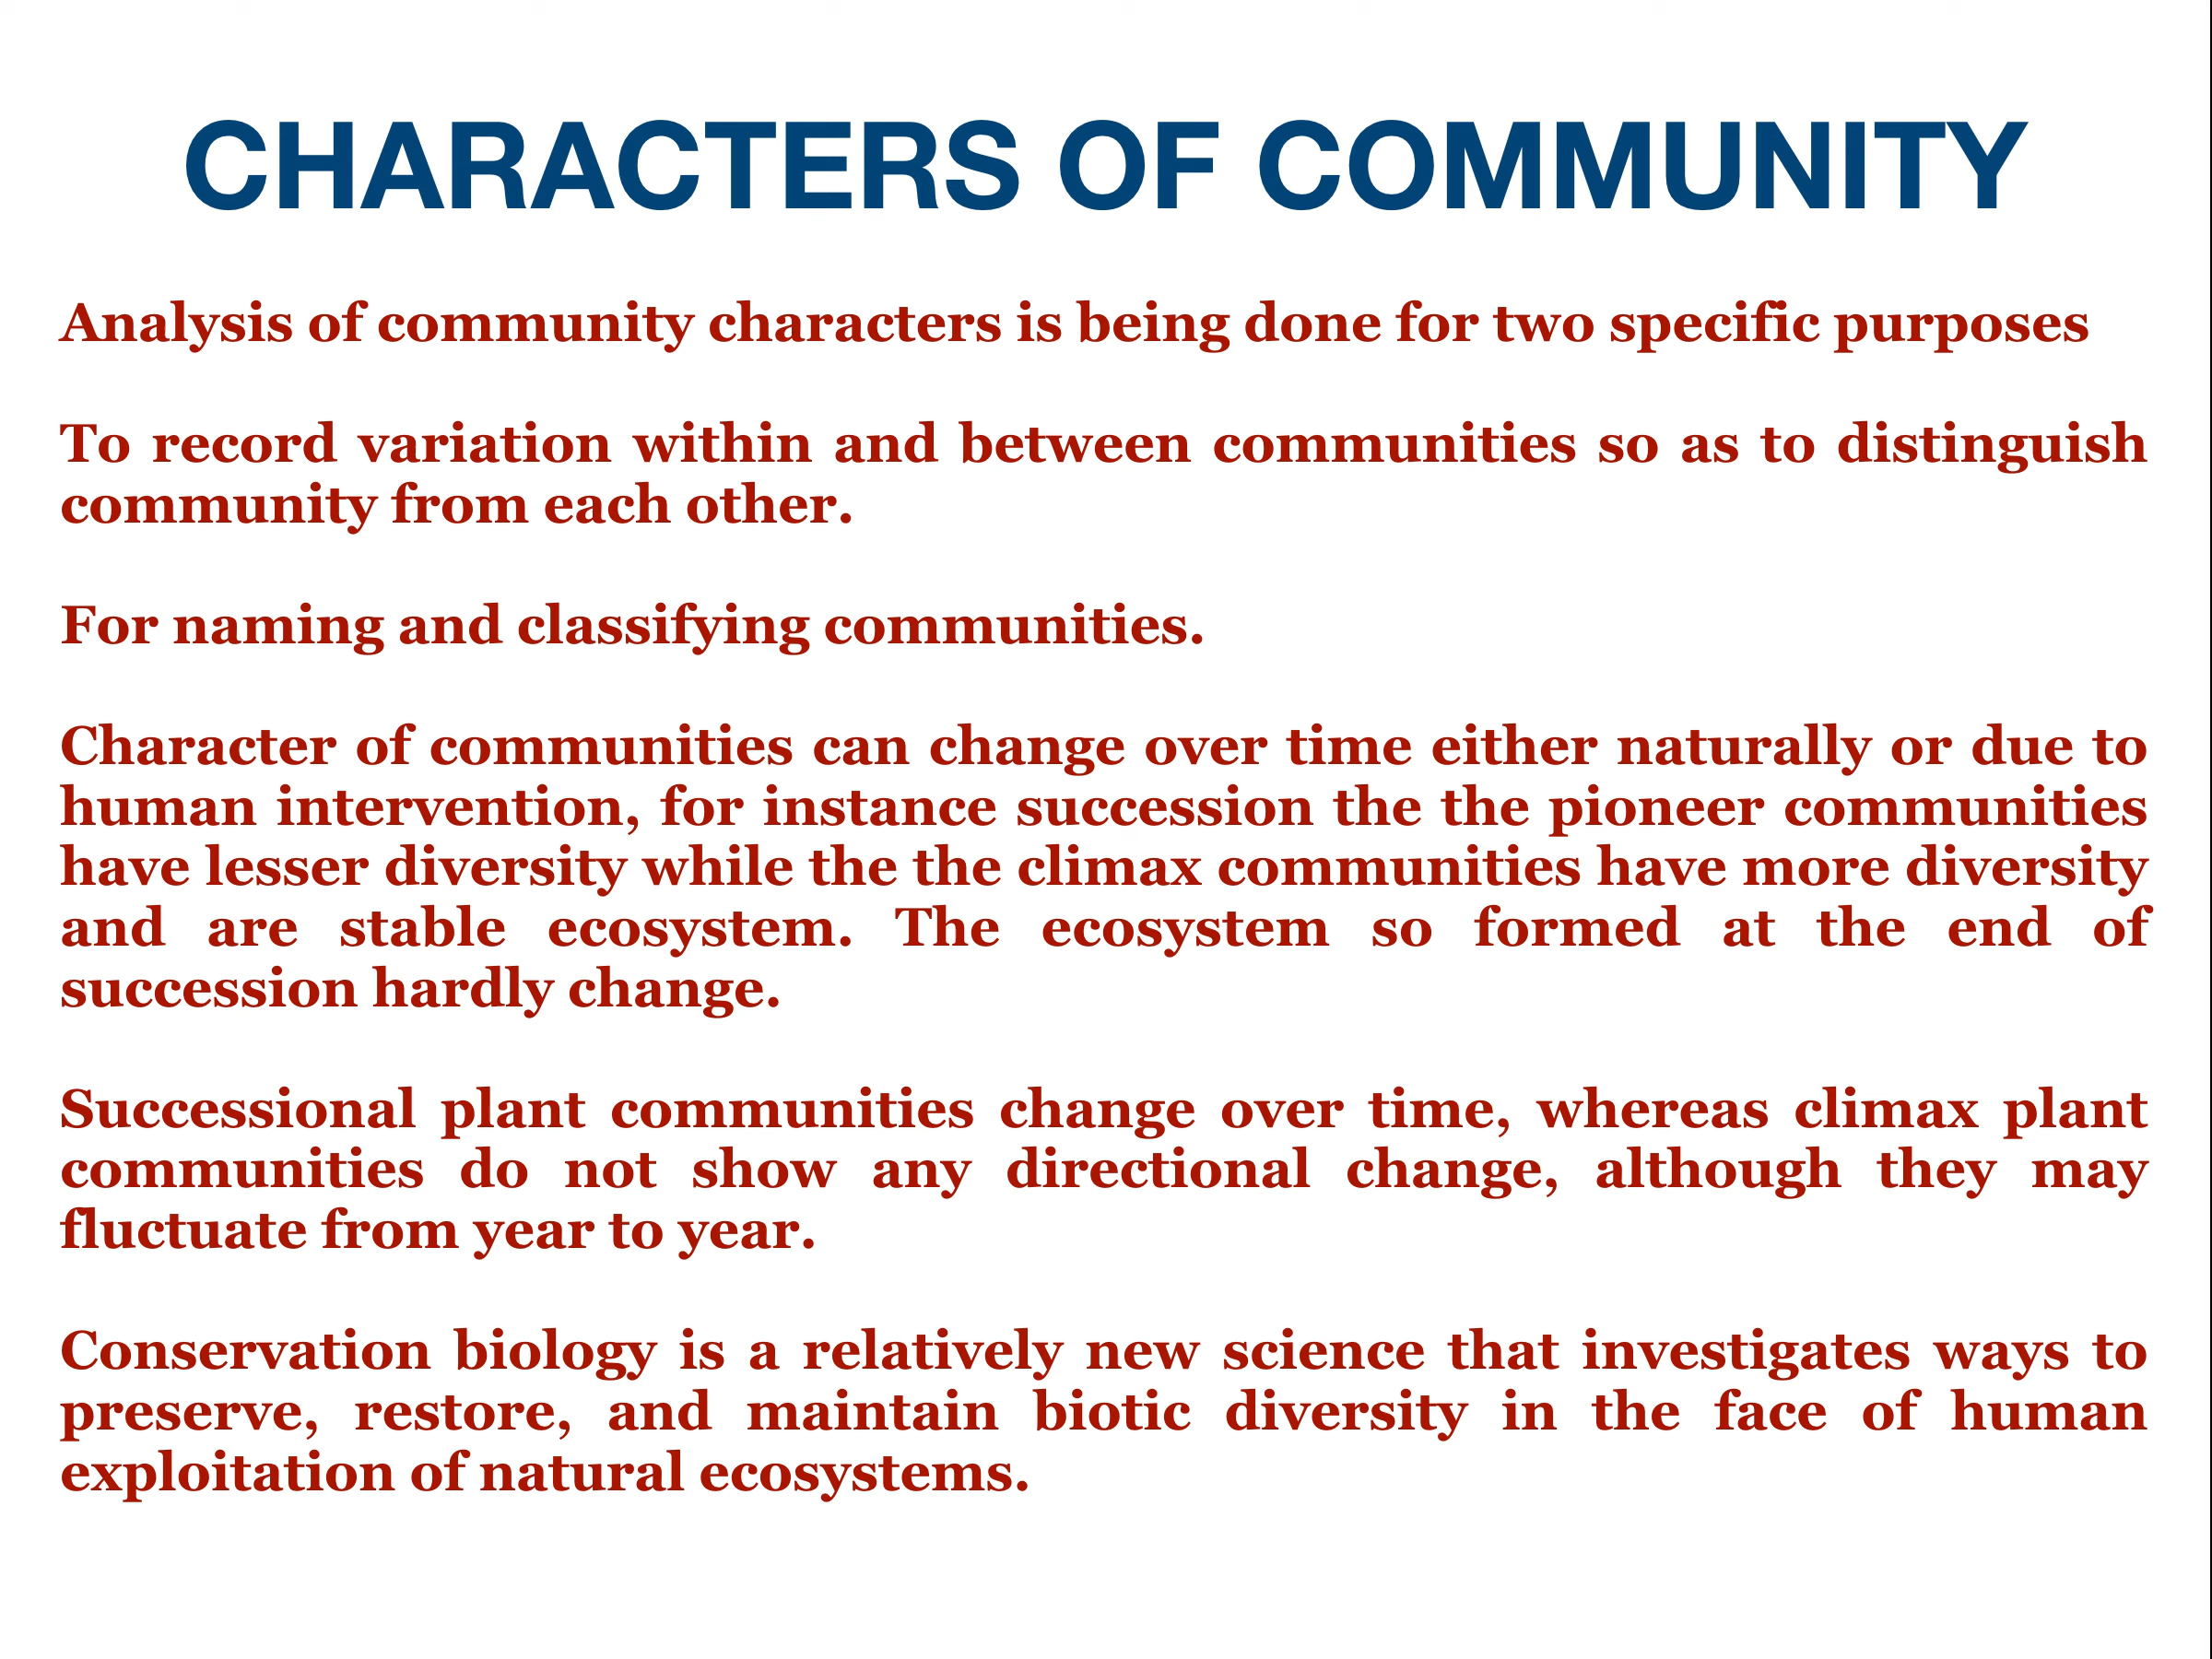 CHARACTERS OF COMMUNITY
Analysis of community characters is being done for two specific purposes
To record variation within and between communities so as to distinguish
community from each other.
For naming and classifying communities.
Character of communities can change over time either naturally or due to
human intervention, for instance succession the the pioneer communities
have lesser diversity while the the climax communities have more diversity
and are stable ecosystem. The ecosystem so formed at the end of
succession hardly change.
Successional plant communities change over time, whereas climax plant
communities do not show any directional change, although they may
fluctuate from year to year.
Conservation biology is a relatively new science that investigates ways to
preserve, restore, and maintain biotic diversity in the face of human
exploitation of natural ecosystems.